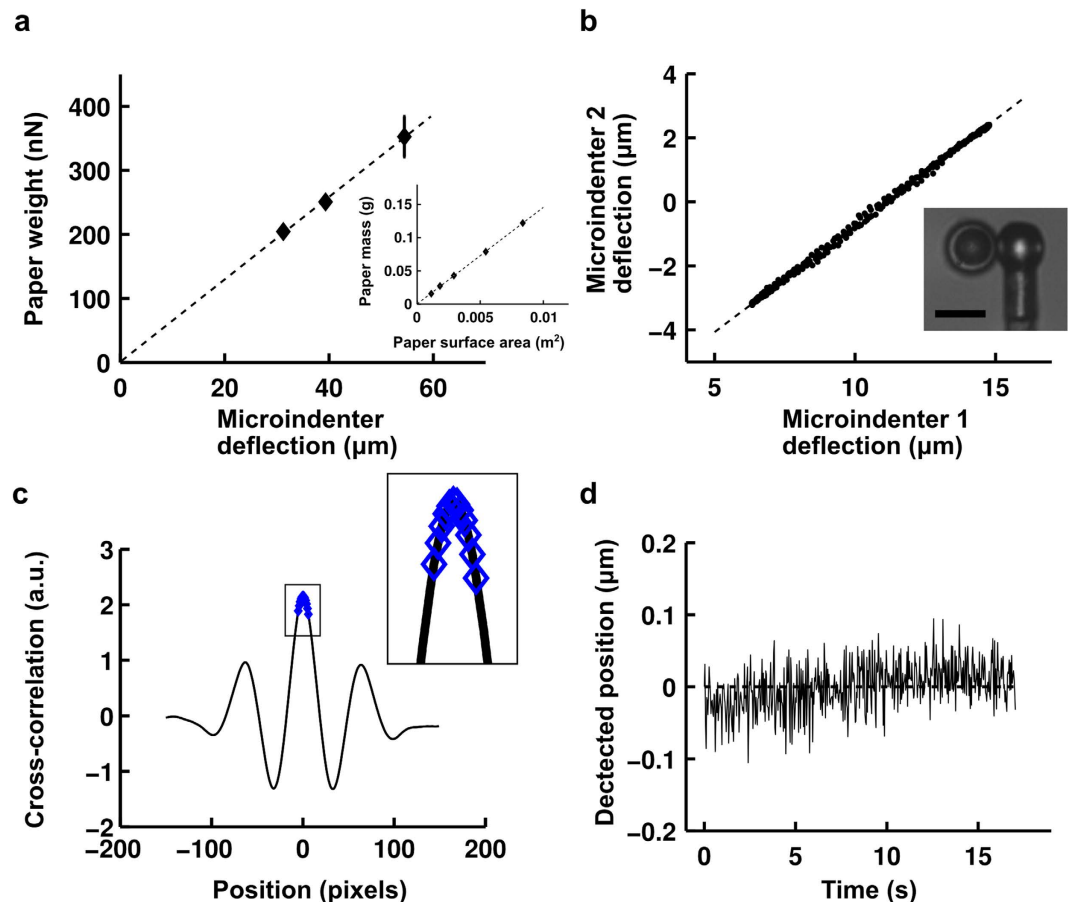 a
Paper weight (nN)
400
300
200
100
0
0 20 40 60
Microindenter
deflection (µm)
Paper mass (g)
0.15
0.1
0.05
0
0 0.005 0.01
Paper surface area (m²)
b
Microindenter 2
deflection (µm)
4
2
0
−2
−4
5 10 15
Microindenter 1
deflection (µm)
c
Cross-correlation (a.u.)
3
2
1
0
−1
−2
−200 −100 0 100 200
Position (pixels)
d
Dectected position (µm)
0.2
0.1
0
−0.1
−0.2
0 5 10 15
Time (s)